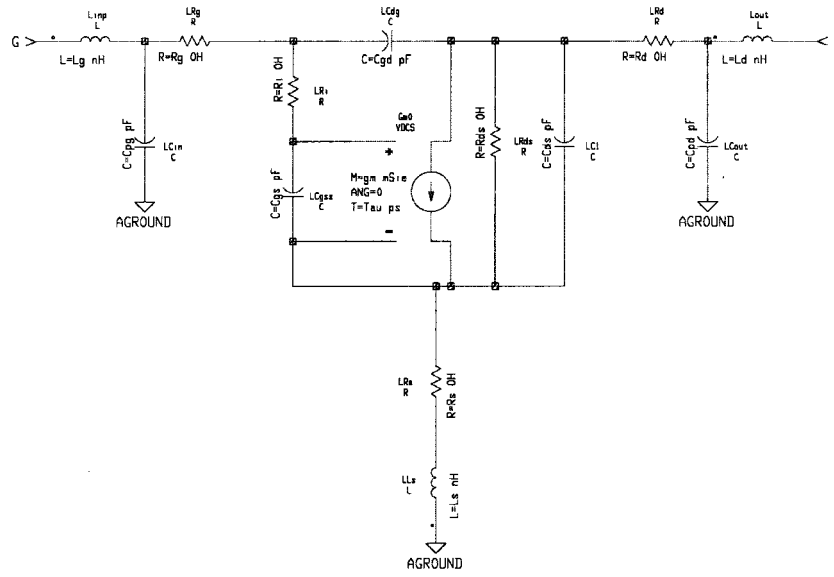 Linp
L
L=Lg nH
G
LRg
R
R=Rg OH
LCdg
C
C=Cgd pF
LRd
R
R=Rd OH
Lout
L
L=Ld nH
R=Ri OH
LRi
R
Gm0
VDCS
+
M=gm mSie
ANG=0
T=Tau ps
-
C=Cgs pF
LCgss
C
R=Rds OH
LRds
R
C=Cds pF
C
C=Cpg pF
LCin
C
AGROUND
C=Cpd pF
LCout
C
AGROUND
LRs
R
R=Rs OH
LLs
L
L=Ls nH
AGROUND